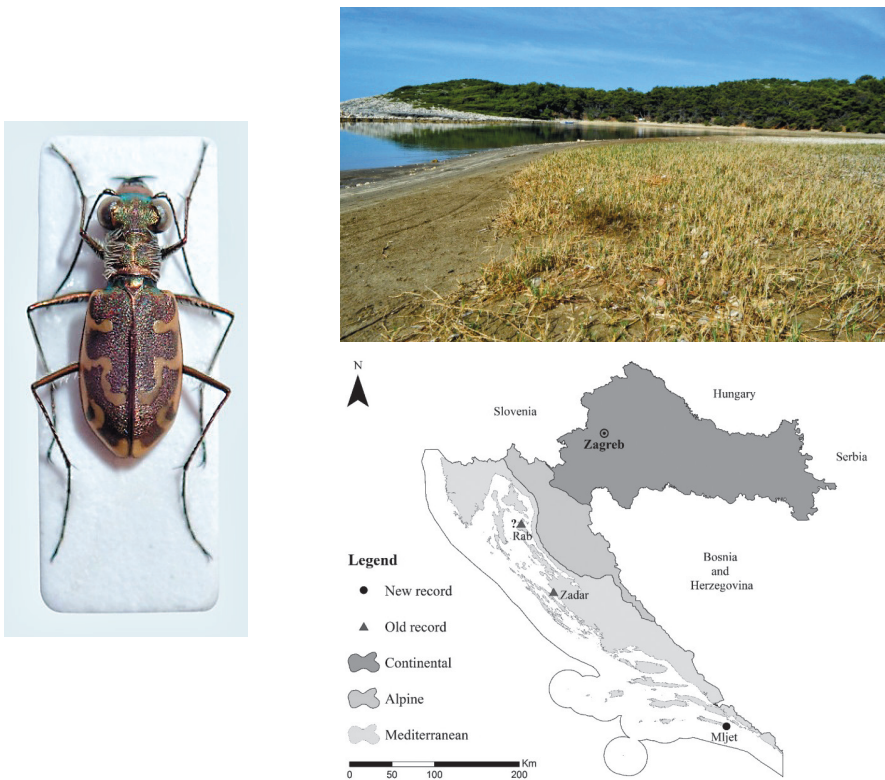 N
Slovenia
Hungary
Zagreb
Serbia
?
Rab
Bosnia
and
Herzegovina
Legend
New record
Zadar
Old record
Continental
Alpine
Mediterranean
Mljet
Km
0 50 100 200